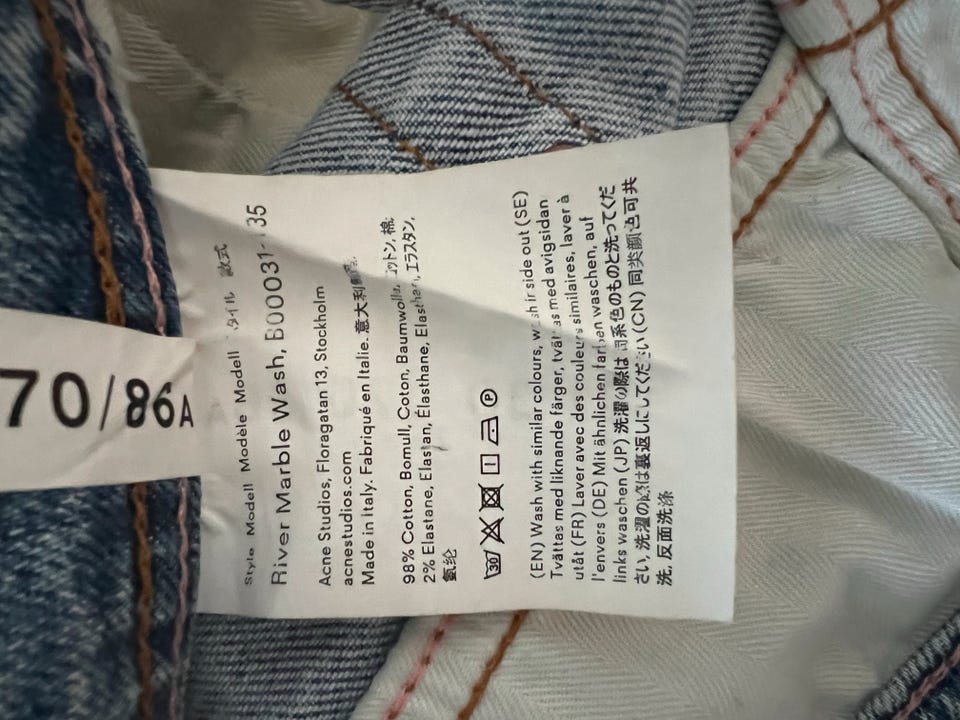 70/86A
Style Modell Modèle Modell 款式
River Marble Wash,
Acne Studios, Floragatan 13, Stockholm
acnestudios.com
Made in Italy. Fabriqué en Italie. 意大利制造.
98% Cotton, Bomull, Coton, Baumwolle, コットン, 棉;
2% Elastane, Elastan, Élasthane, Elasthan, エラスタン,
氨纶
30 P
(EN) Wash with similar colours, wash inside out (SE)
Tvättas med liknande färger, tvättas med avigsidan
utåt (FR) Laver avec des couleurs similaires, laver à
l'envers (DE) Mit ähnlichen farben waschen, auf
links waschen (JP) 洗濯の際は同系色のものと洗ってくだ
さい, 洗濯の際は裏返しにしてください (CN) 同类颜色可共
洗, 反面洗涤